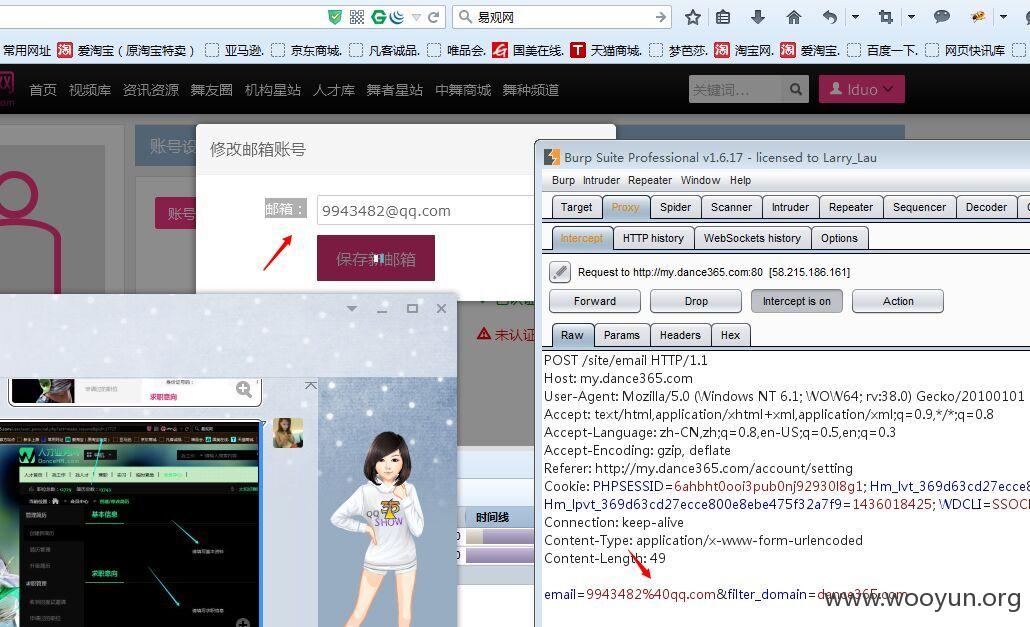 易观网
常用网址 爱淘宝（原淘宝特卖） 亚马逊. 京东商城. 凡客诚品. 唯品会. 国美在线. 天猫商城. 梦芭莎. 淘宝网. 爱淘宝. 百度一下. 网页快讯库
首页 视频库 资讯资源 舞友圈 机构星站 人才库 舞者星站 中舞商城 舞种频道
关键词...
lduo
账号设
修改邮箱账号
账号
邮箱：
9943482@qq.com
未认证
时间线
Burp Suite Professional v1.6.17 - licensed to Larry_Lau
Burp Intruder Repeater Window Help
Target Proxy Spider Scanner Intruder Repeater Sequencer Decoder
Intercept HTTP history WebSockets history Options
Request to http://my.dance365.com:80 [58.215.186.161]
Forward Drop Intercept is on Action
Raw Params Headers Hex
POST /site/email HTTP/1.1
Host: my.dance365.com
User-Agent: Mozilla/5.0 (Windows NT 6.1; WOW64; rv:38.0) Gecko/20100101
Accept: text/html,application/xhtml+xml,application/xml;q=0.9,*/*;q=0.8
Accept-Language: zh-CN,zh;q=0.8,en-US;q=0.5,en;q=0.3
Accept-Encoding: gzip, deflate
Referer: http://my.dance365.com/account/setting
Cookie: PHPSESSID=6ahbht0ooi3pub0nj92930l8g1; Hm_lvt_369d63cd27ecce8
Hm_lpvt_369d63cd27ecce800e8ebe475f32a7f9=1436018425; WDCLI=SSOCI
Connection: keep-alive
Content-Type: application/x-www-form-urlencoded
Content-Length: 49
email=9943482%40qq.com&filter_domain=dance365.com
www.wooyun.org
求职意向
基本信息
求职意向
QQ
SHOW